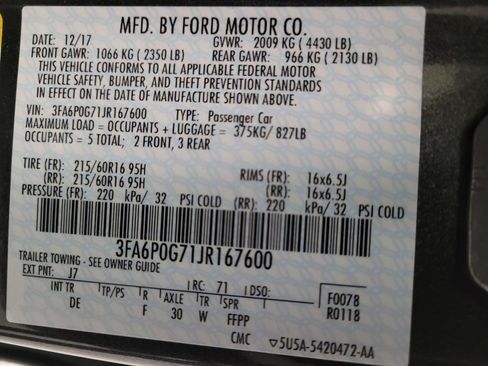 MFD. BY FORD MOTOR CO.
DATE: 12/17 GVWR: 2009 KG (4430 LB)
FRONT GAWR: 1066 KG (2350 LB) REAR GAWR: 966 KG (2130 LB)
THIS VEHICLE CONFORMS TO ALL APPLICABLE FEDERAL MOTOR
VEHICLE SAFETY, BUMPER, AND THEFT PREVENTION STANDARDS
IN EFFECT ON THE DATE OF MANUFACTURE SHOWN ABOVE.
VIN: 3FA6P0G71JR167600 TYPE: Passenger Car
MAXIMUM LOAD = OCCUPANTS + LUGGAGE = 375KG/ 827LB
OCCUPANTS = 5 TOTAL; 2 FRONT, 3 REAR
TIRE (FR): 215/60R16 95H RIMS (FR): 16x6.5J
(RR): 215/60R16 95H (RR): 16x6.5J
PRESSURE (FR): 220 kPa/ 32 PSI COLD (RR): 220 kPa/ 32 PSI COLD
3FA6P0G71JR167600
TRAILER TOWING - SEE OWNER GUIDE
EXT PNT: J7 RC: 71 DSO: F0078
INT TR TP/PS R AXLE TR SPR R0118
DE F 30 W FFPP
CMC ▽5U5A-5420472-AA